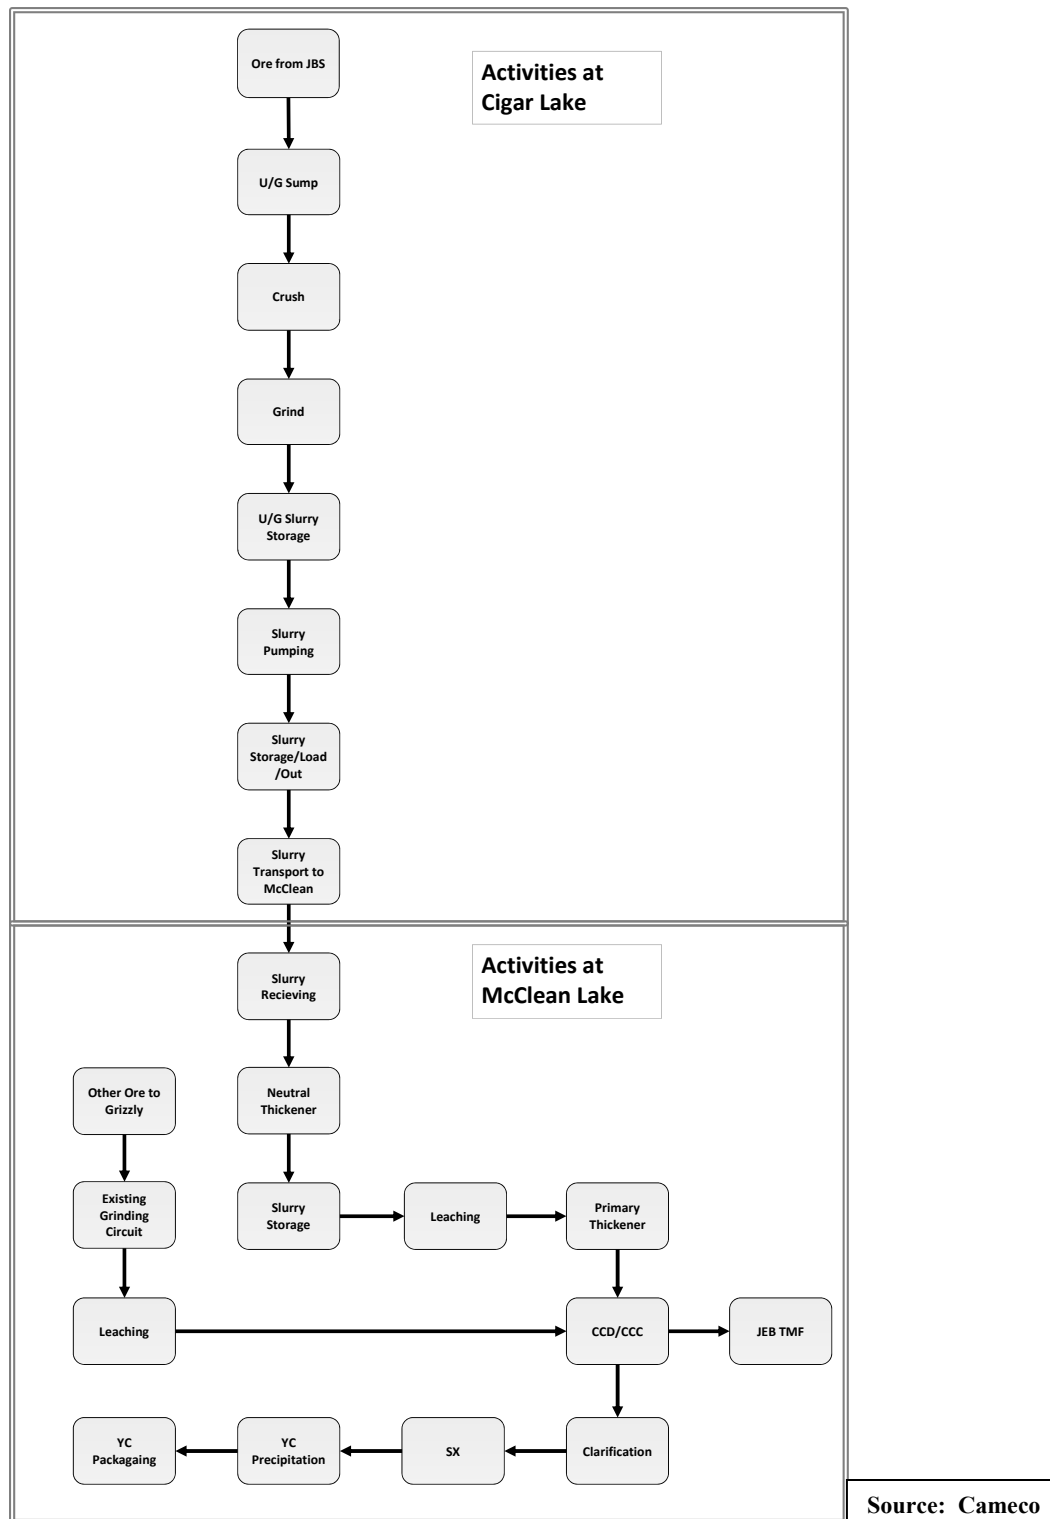 Ore from JBS
Activities at
Cigar Lake
U/G Sump
Crush
Grind
U/G Slurry
Storage
Slurry
Pumping
Slurry
Storage/Load
/Out
Slurry
Transport to
McClean
Slurry
Recieving
Activities at
McClean Lake
Other Ore to
Grizzly
Neutral
Thickener
Existing
Grinding
Circuit
Slurry
Storage
Leaching
Primary
Thickener
Leaching
CCD/CCC
JEB TMF
YC
Packagaing
YC
Precipitation
SX
Clarification
Source: Cameco